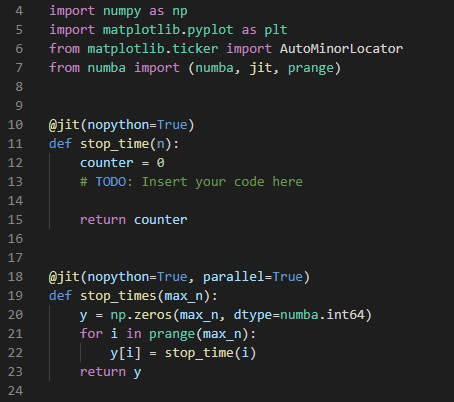 4 import numpy as np
5 import matplotlib.pyplot as plt
6 from matplotlib.ticker import AutoMinorLocator
7 from numba import (numba, jit, prange)
8
9
10 @jit(nopython=True)
11 def stop_time(n):
12     counter = 0
13     # TODO: Insert your code here
14
15     return counter
16
17
18 @jit(nopython=True, parallel=True)
19 def stop_times(max_n):
20     y = np.zeros(max_n, dtype=numba.int64)
21     for i in prange(max_n):
22         y[i] = stop_time(i)
23     return y
24